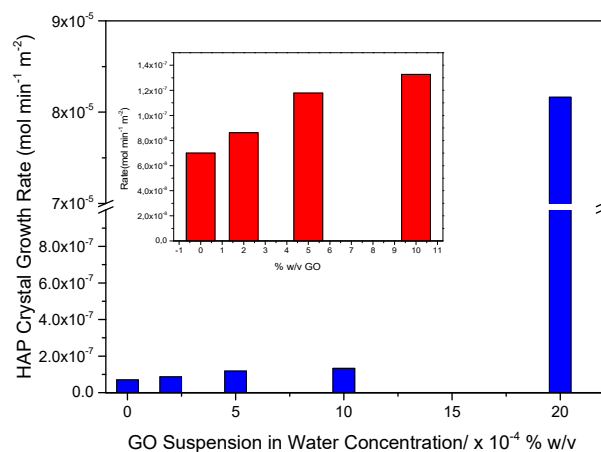 HAP Crystal Growth Rate (mol min⁻¹ m⁻²)
9x10⁻⁵
8x10⁻⁵
7x10⁻⁵
8.0x10⁻⁷
6.0x10⁻⁷
4.0x10⁻⁷
2.0x10⁻⁷
0.0
0 5 10 15 20
GO Suspension in Water Concentration/ x 10⁻⁴ % w/v
Rate(mol min⁻¹ m⁻²)
1,4x10⁻⁷
1,2x10⁻⁷
1,0x10⁻⁷
8,0x10⁻⁸
6,0x10⁻⁸
4,0x10⁻⁸
2,0x10⁻⁸
0,0
-1 0 1 2 3 4 5 6 7 8 9 10 11
% w/v GO